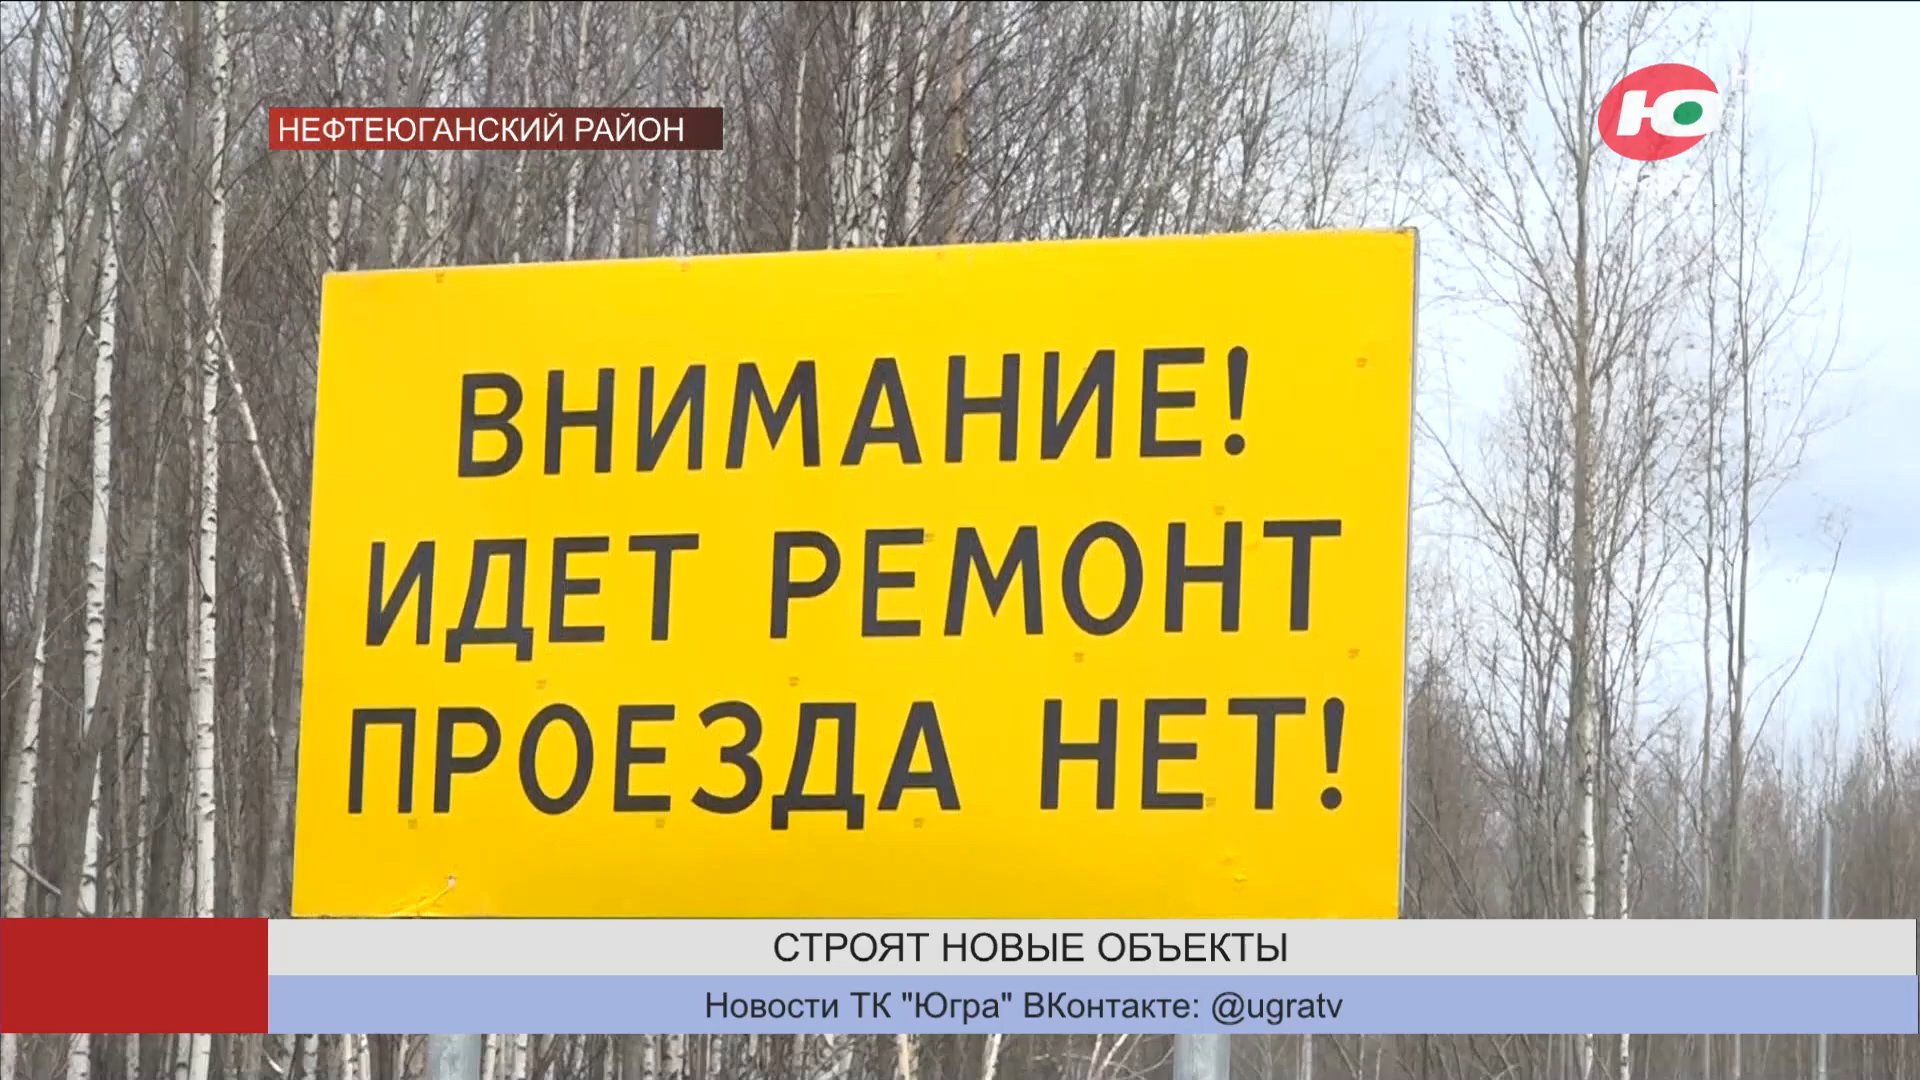 НЕФТЕЮГАНСКИЙ РАЙОН
Ю
ВНИМАНИЕ!
ИДЕТ РЕМОНТ
ПРОЕЗДА НЕТ!
СТРОЯТ НОВЫЕ ОБЪЕКТЫ
Новости ТК "Югра" ВКонтакте: @ugratv